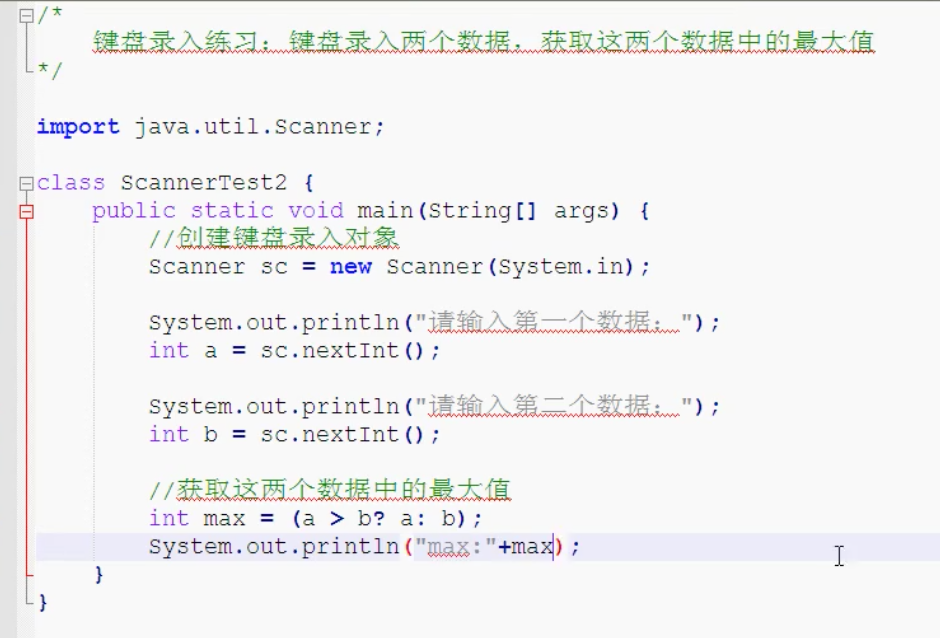 /*
键盘录入练习：键盘录入两个数据，获取这两个数据中的最大值
*/
import java.util.Scanner;
class ScannerTest2 {
public static void main(String[] args) {
//创建键盘录入对象
Scanner sc = new Scanner(System.in);
System.out.println("请输入第一个数据：");
int a = sc.nextInt();
System.out.println("请输入第二个数据：");
int b = sc.nextInt();
//获取这两个数据中的最大值
int max = (a > b? a: b);
System.out.println("max:"+max);
}
}